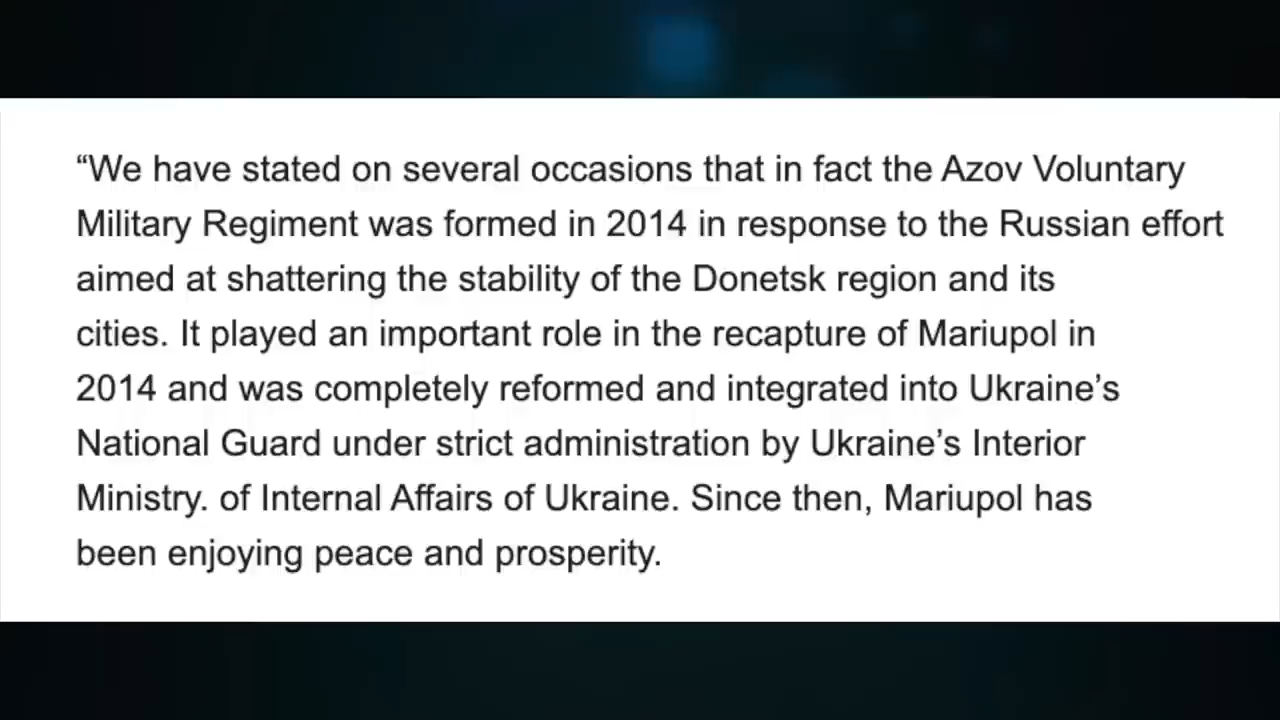 “We have stated on several occasions that in fact the Azov Voluntary
Military Regiment was formed in 2014 in response to the Russian effort
aimed at shattering the stability of the Donetsk region and its
cities. It played an important role in the recapture of Mariupol in
2014 and was completely reformed and integrated into Ukraine’s
National Guard under strict administration by Ukraine’s Interior
Ministry. of Internal Affairs of Ukraine. Since then, Mariupol has
been enjoying peace and prosperity.